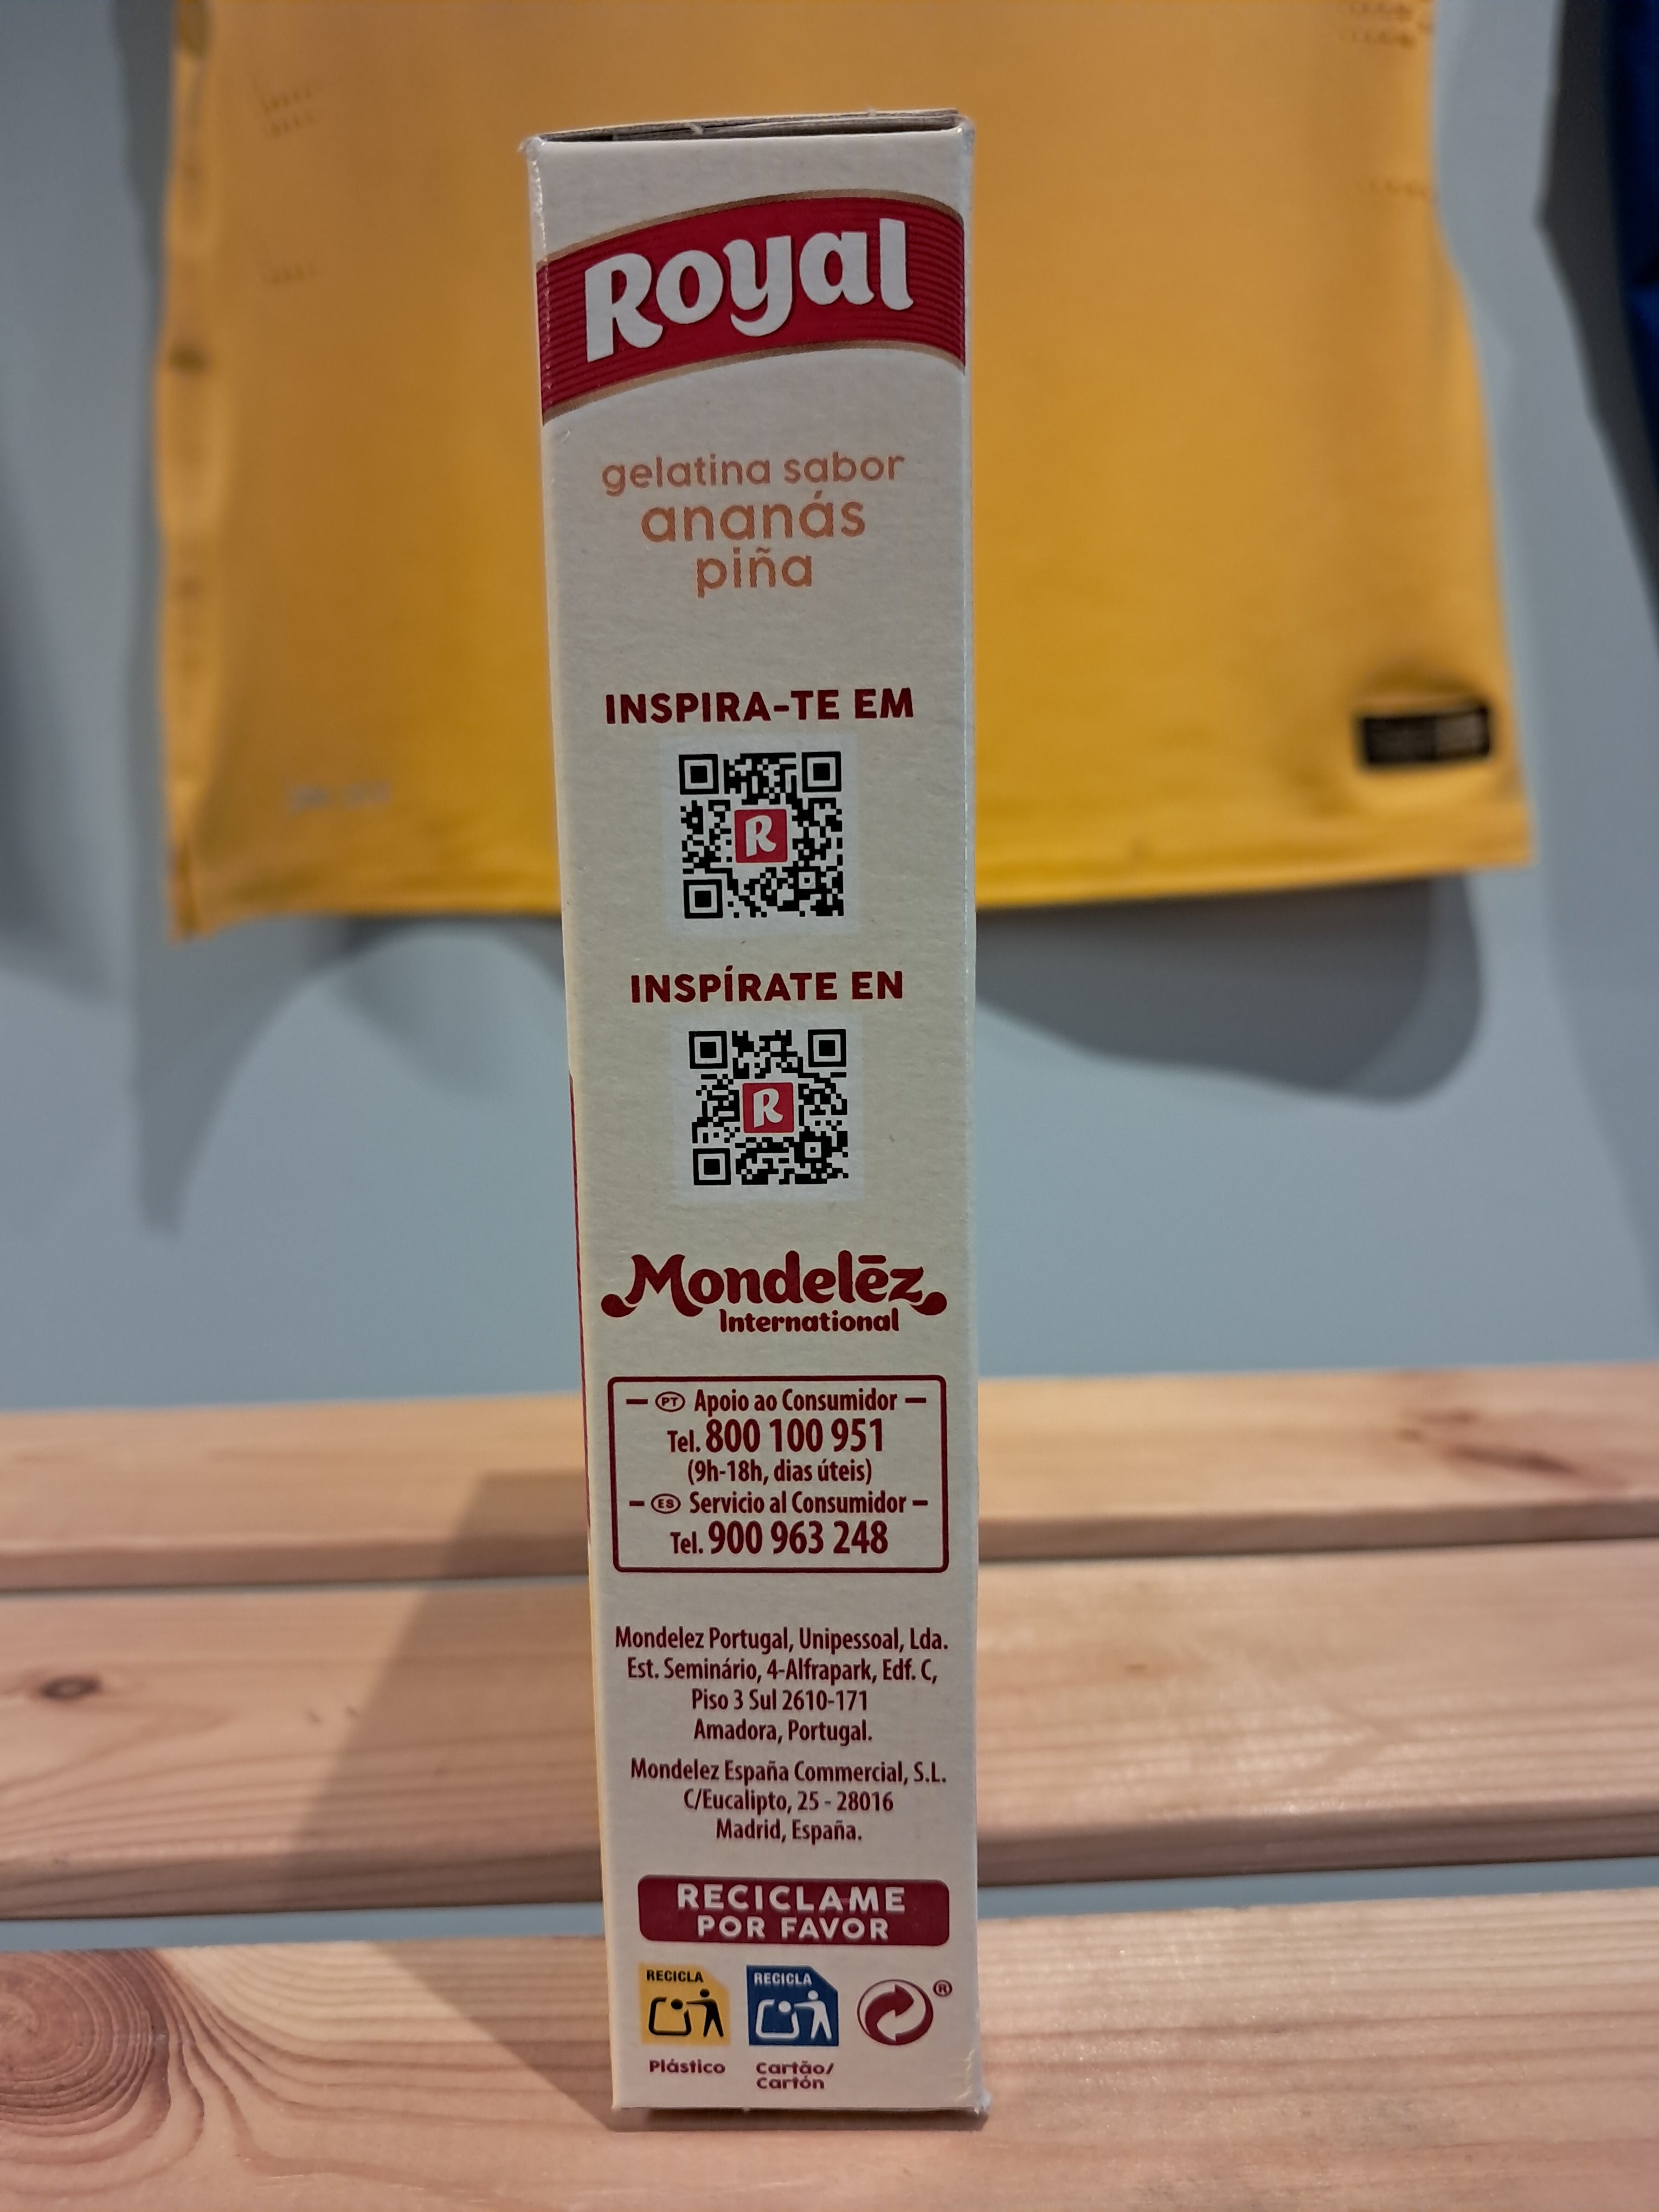 Royal
gelatina sabor
ananás
piña
INSPIRA-TE EM
R
INSPÍRATE EN
R
Mondelēz
International
PT Apoio ao Consumidor
Tel. 800 100 951
(9h-18h, dias úteis)
ES Servicio al Consumidor
Tel. 900 963 248
Mondelez Portugal, Unipessoal, Lda.
Est. Seminário, 4-Alfrapark, Edf. C,
Piso 3 Sul 2610-171
Amadora, Portugal.
Mondelez España Commercial, S.L.
C/Eucalipto, 25 - 28016
Madrid, España.
RECICLAME
POR FAVOR
RECICLA
RECICLA
®
Plástico
Cartão/
Cartón